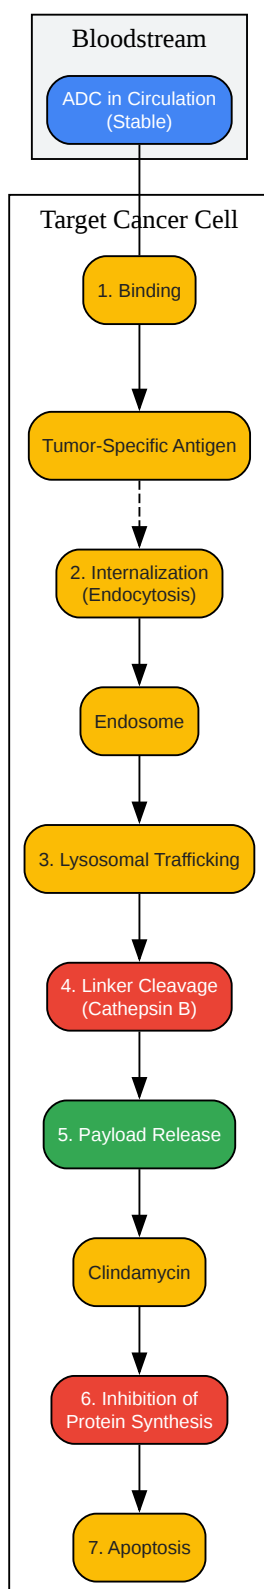 Bloodstream
ADC in Circulation
(Stable)
Target Cancer Cell
1. Binding
Tumor-Specific Antigen
2. Internalization
(Endocytosis)
Endosome
3. Lysosomal Trafficking
4. Linker Cleavage
(Cathepsin B)
5. Payload Release
Clindamycin
6. Inhibition of
Protein Synthesis
7. Apoptosis